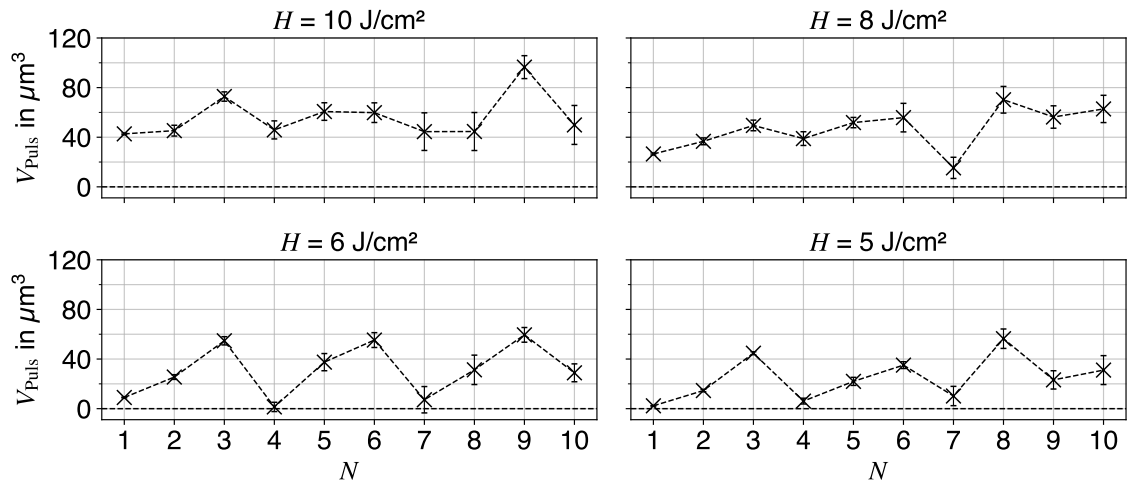 H = 10 J/cm²
H = 8 J/cm²
120
80
40
0
V_Puls in μm³
H = 6 J/cm²
H = 5 J/cm²
120
80
40
0
V_Puls in μm³
1 2 3 4 5 6 7 8 9 10
1 2 3 4 5 6 7 8 9 10
N
N